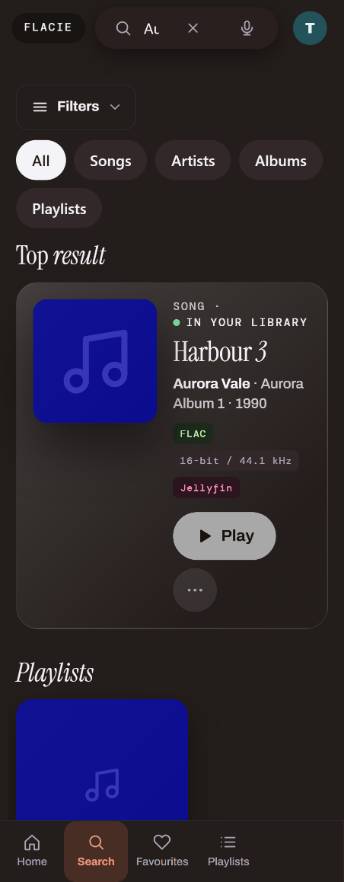 FLACIE
Au
T
Filters
All
Songs
Artists
Albums
Playlists
Top result
SONG ·
IN YOUR LIBRARY
Harbour 3
Aurora Vale · Aurora
Album 1 · 1990
FLAC
16-bit / 44.1 kHz
Jellyfin
Play
Playlists
Home
Search
Favourites
Playlists